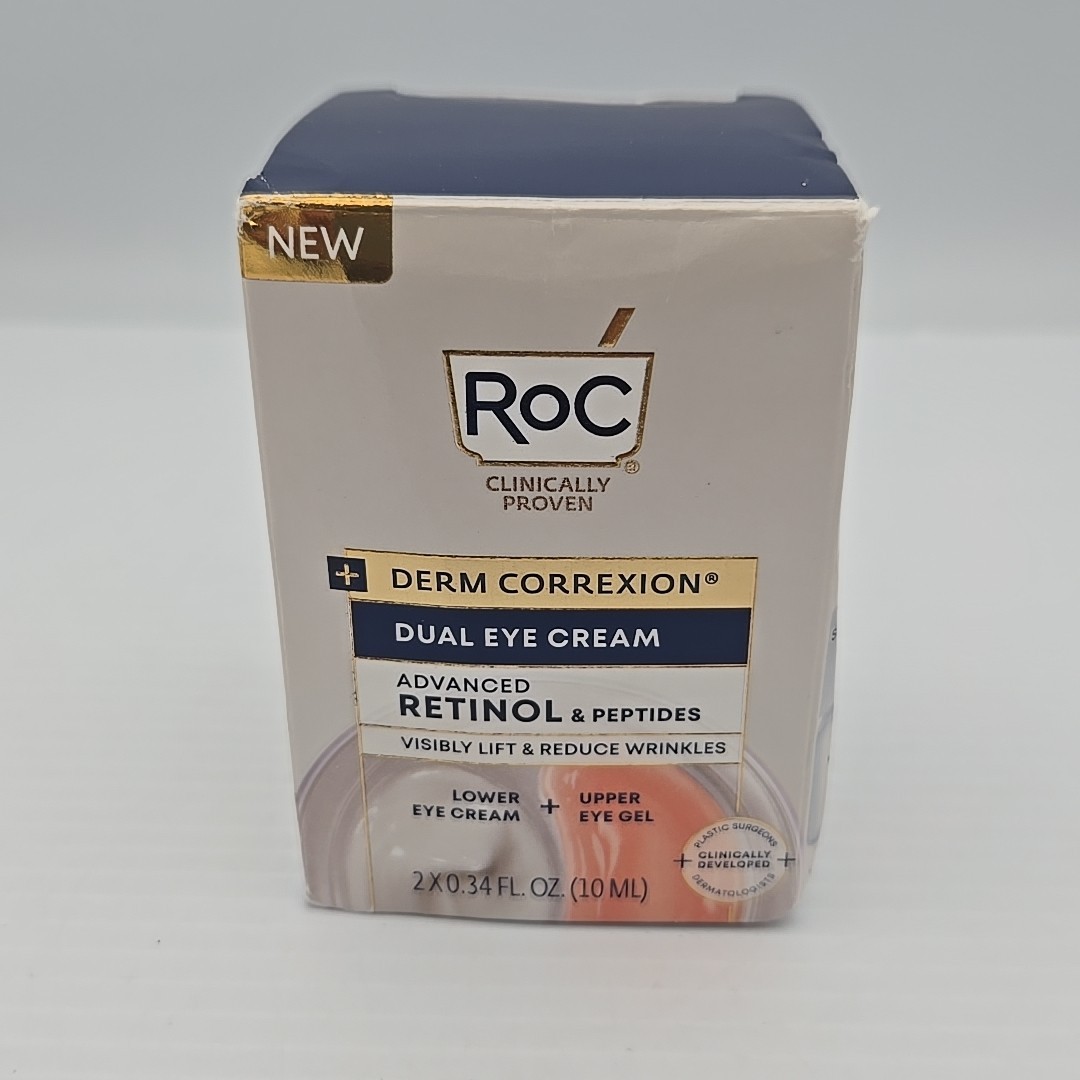 NEW
RoC®
CLINICALLY
PROVEN
+ DERM CORREXION®
DUAL EYE CREAM
ADVANCED
RETINOL & PEPTIDES
VISIBLY LIFT & REDUCE WRINKLES
LOWER
EYE CREAM
+
UPPER
EYE GEL
PLASTIC SURGEONS
+ CLINICALLY +
DEVELOPED
DERMATOLOGISTS
2 X 0.34 FL. OZ. (10 ML)